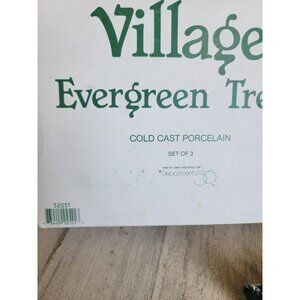 Village
Evergreen Tre
COLD CAST PORCELAIN
SET OF 3
Department 56
52051